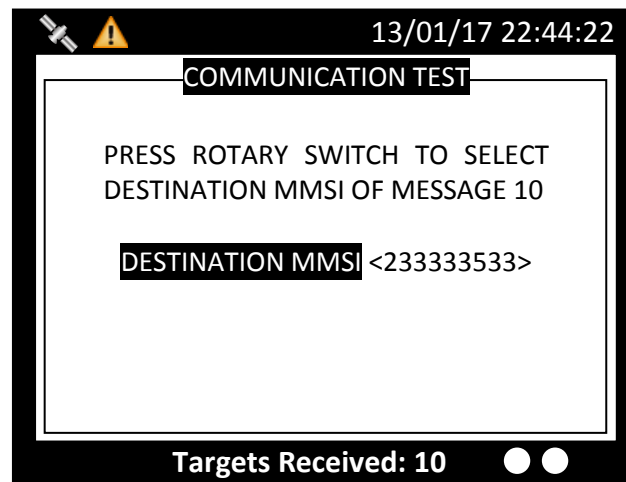 13/01/17 22:44:22
COMMUNICATION TEST
PRESS ROTARY SWITCH TO SELECT
DESTINATION MMSI OF MESSAGE 10
DESTINATION MMSI <233333533>
Targets Received: 10